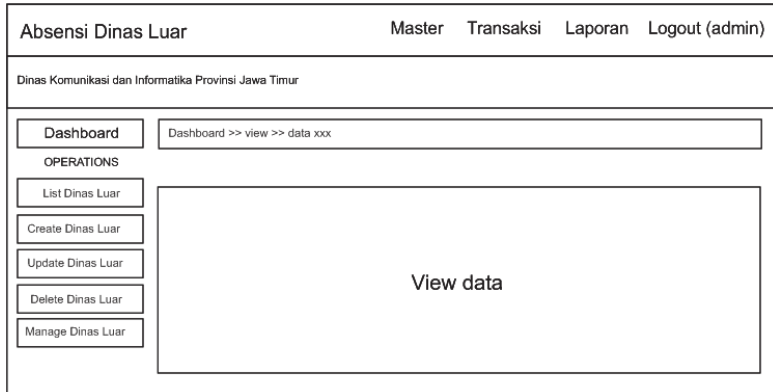 Absensi Dinas Luar Master Transaksi Laporan Logout (admin)
Dinas Komunikasi dan Informatika Provinsi Jawa Timur
Dashboard
Dashboard >> view >> data xxx
OPERATIONS
List Dinas Luar
Create Dinas Luar
Update Dinas Luar
Delete Dinas Luar
Manage Dinas Luar
View data